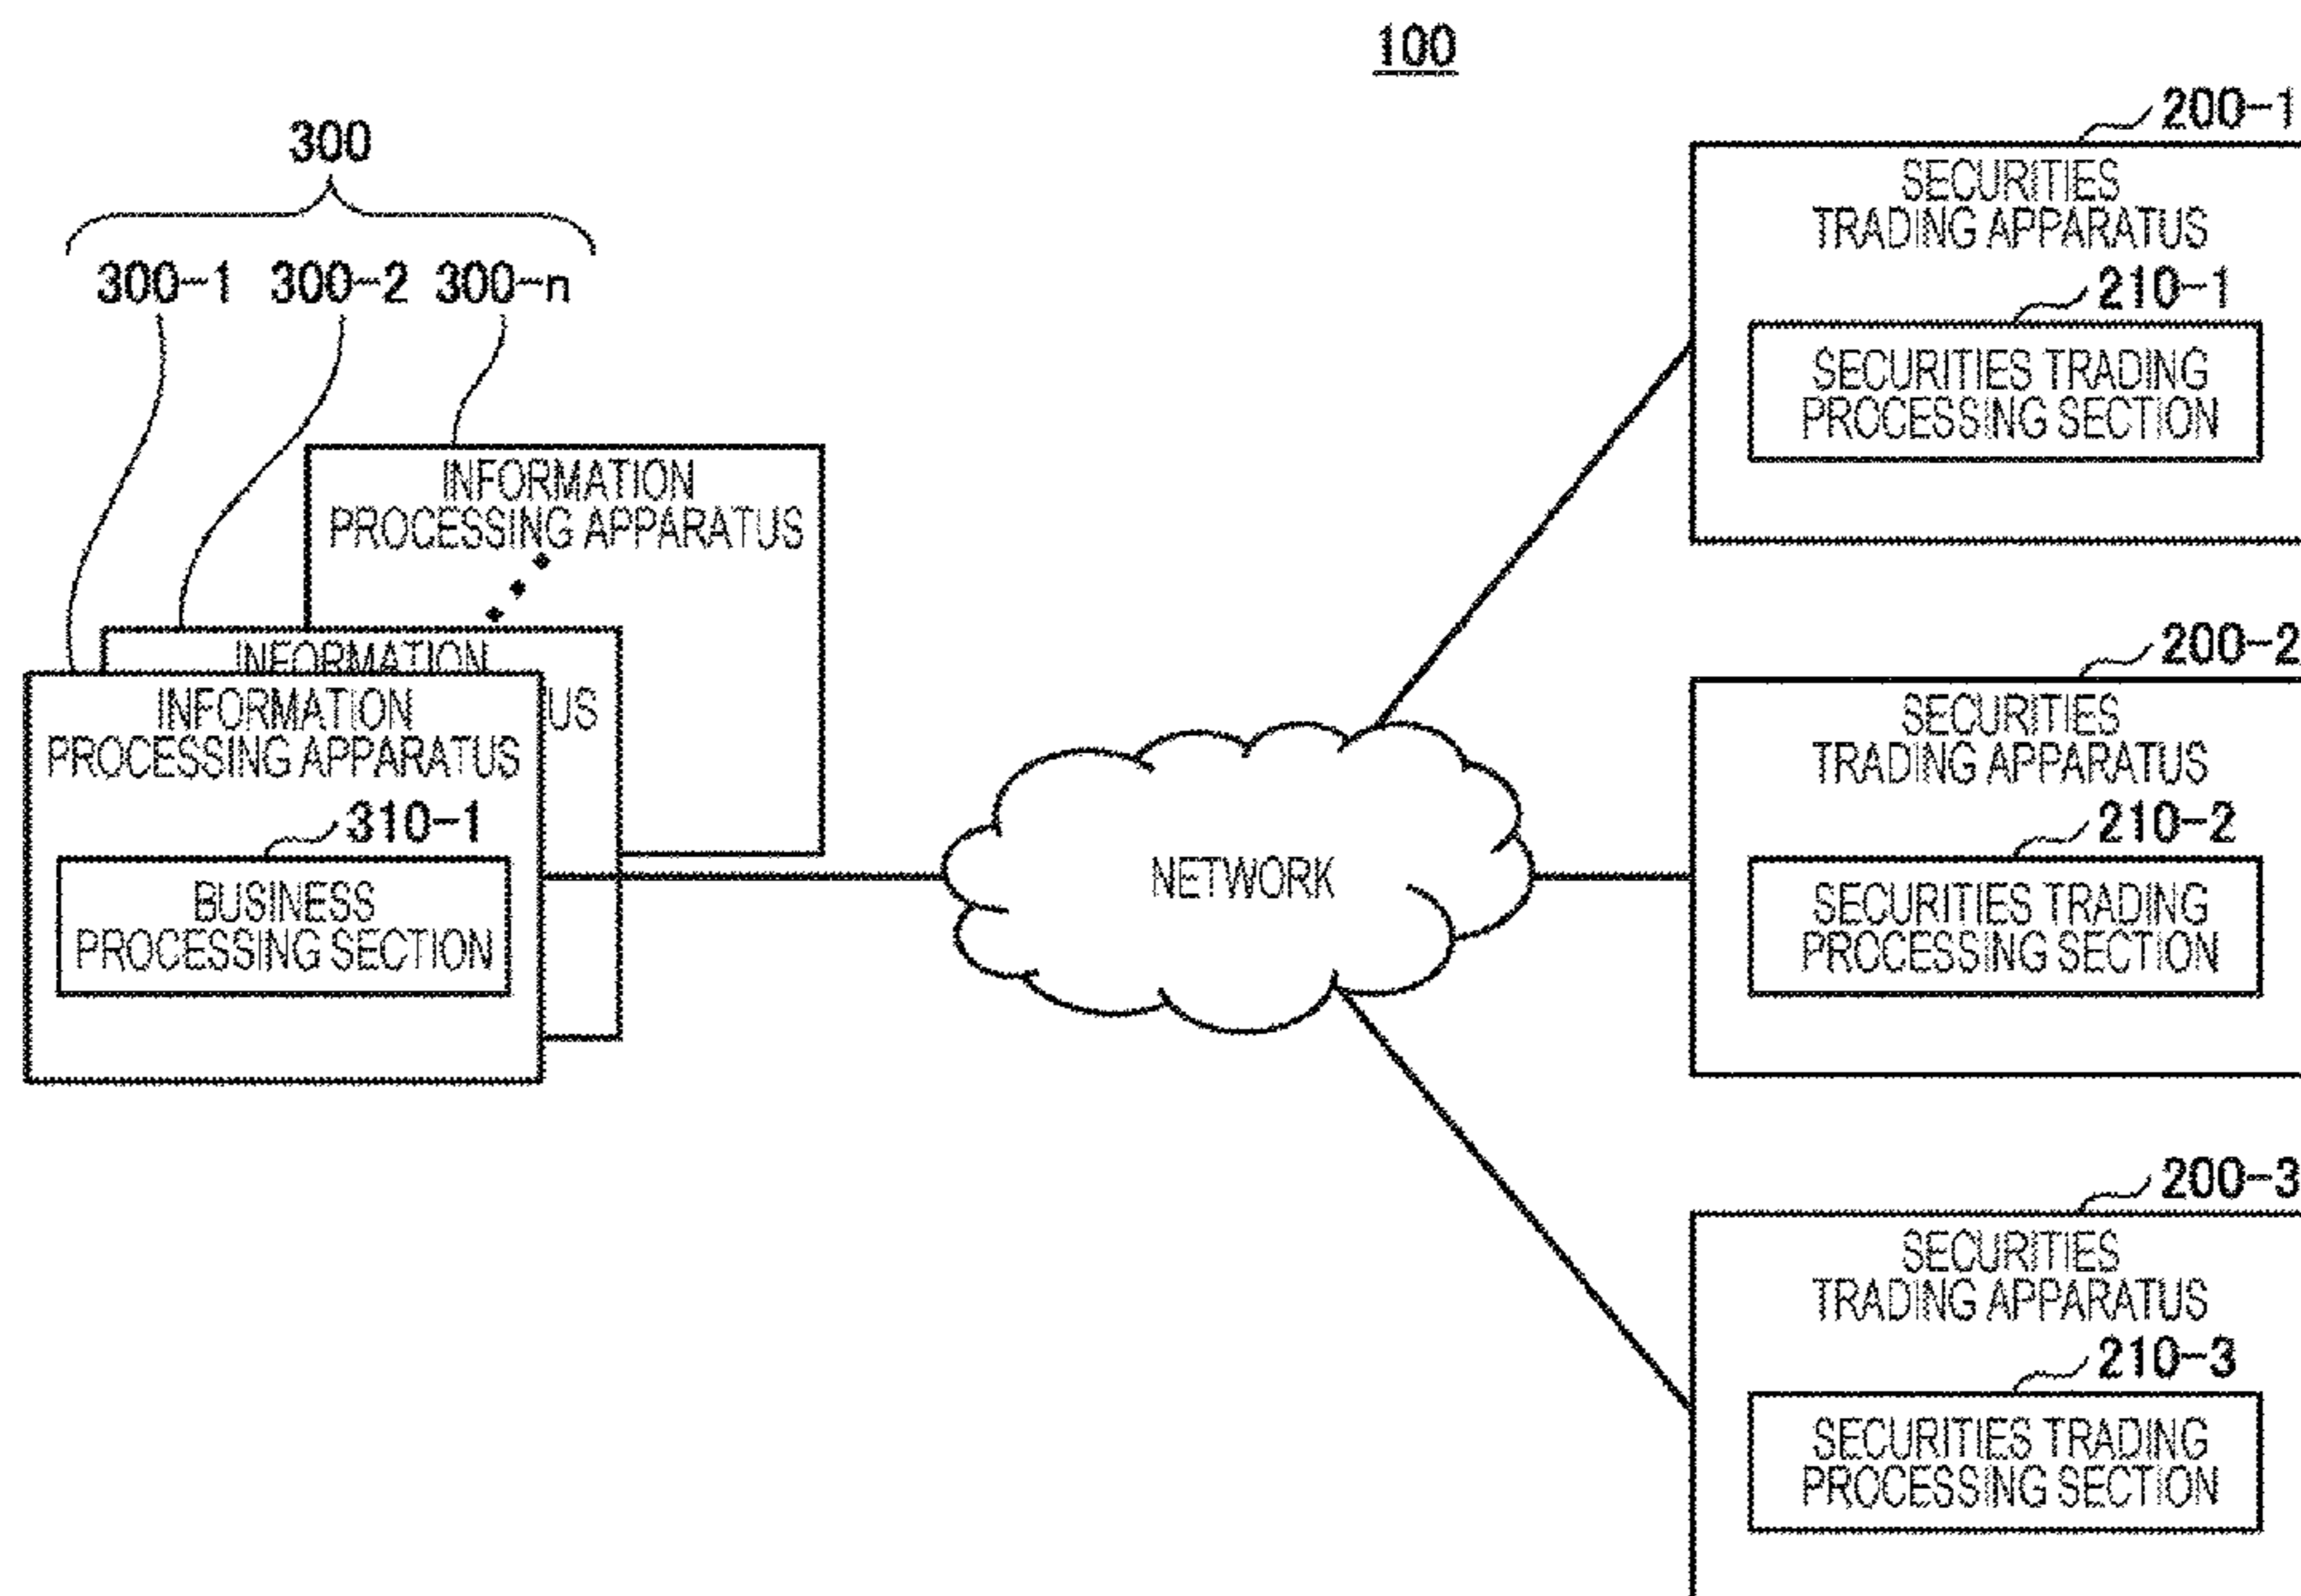 100
300
300-1 300-2 300-n
INFORMATION
PROCESSING APPARATUS
INFORMATION
US
INFORMATION
PROCESSING APPARATUS
310-1
BUSINESS
PROCESSING SECTION
NETWORK
200-1
SECURITIES
TRADING APPARATUS
210-1
SECURITIES TRADING
PROCESSING SECTION
200-2
SECURITIES
TRADING APPARATUS
210-2
SECURITIES TRADING
PROCESSING SECTION
200-3
SECURITIES
TRADING APPARATUS
210-3
SECURITIES TRADING
PROCESSING SECTION